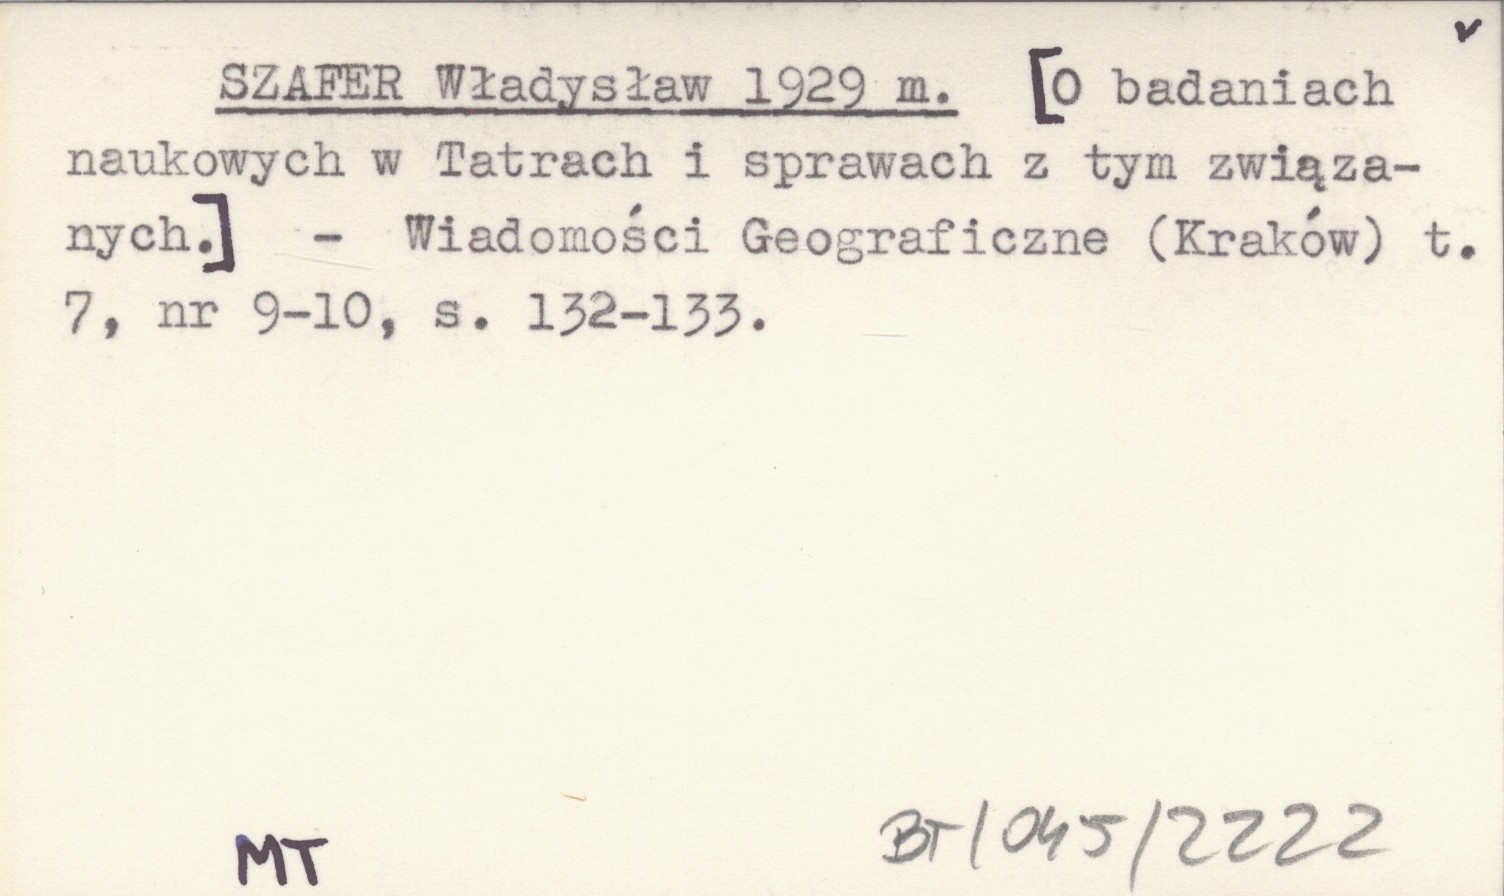 SZAFER Władysław 1929 m. [O badaniach
naukowych w Tatrach i sprawach z tym związa-
nych.] - Wiadomości Geograficzne (Kraków) t.
7, nr 9-10, s. 132-133.
MT BT/045/2222